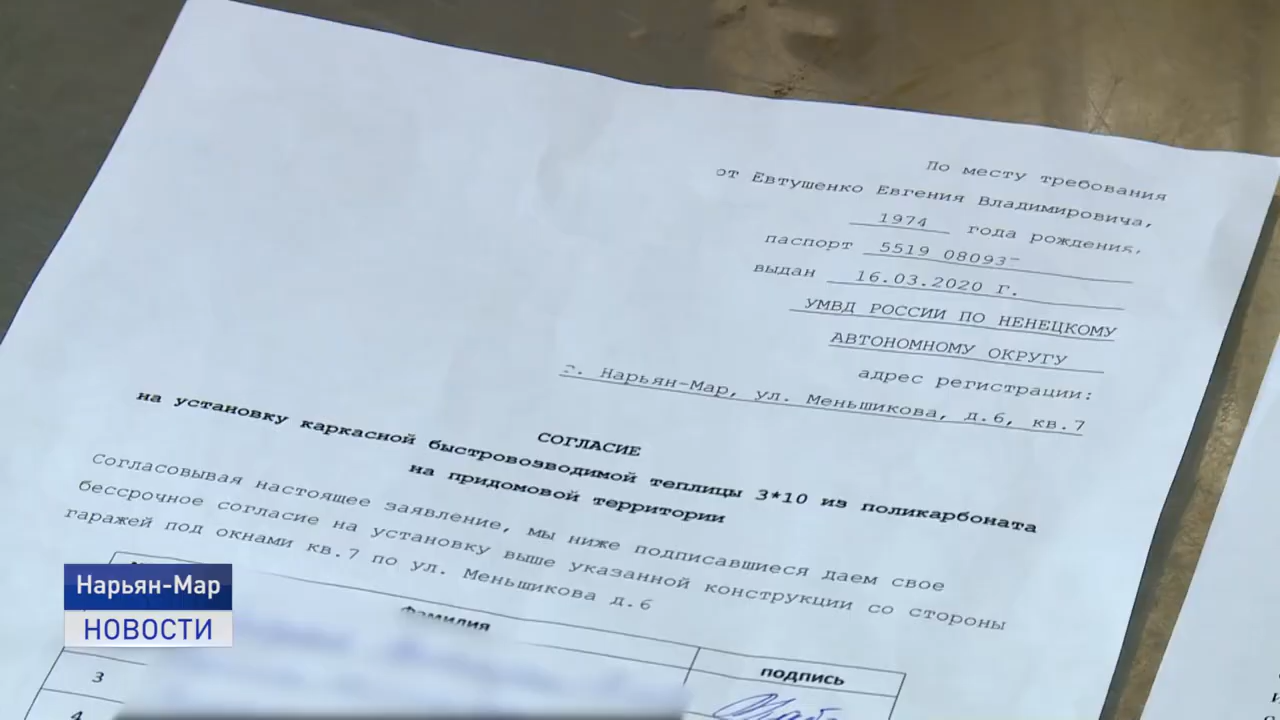 По месту требования
от Евтушенко Евгения Владимировича,
1974 года рождения,
паспорт 5519 08093
выдан 16.03.2020 г.
УМВД РОССИИ ПО НЕНЕЦКОМУ
АВТОНОМНОМУ ОКРУГУ
адрес регистрации:
г. Нарьян-Мар, ул. Меньшикова, д.6, кв.7
СОГЛАСИЕ
на установку каркасной быстровозводимой теплицы 3*10 из поликарбоната
на придомовой территории
Согласовывая настоящее заявление, мы ниже подписавшиеся даем свое
бессрочное согласие на установку выше указанной конструкции со стороны
гаражей под окнами кв.7 по ул. Меньшикова д.6
Фамилия
подпись
3
4
Нарьян-Мар
НОВОСТИ